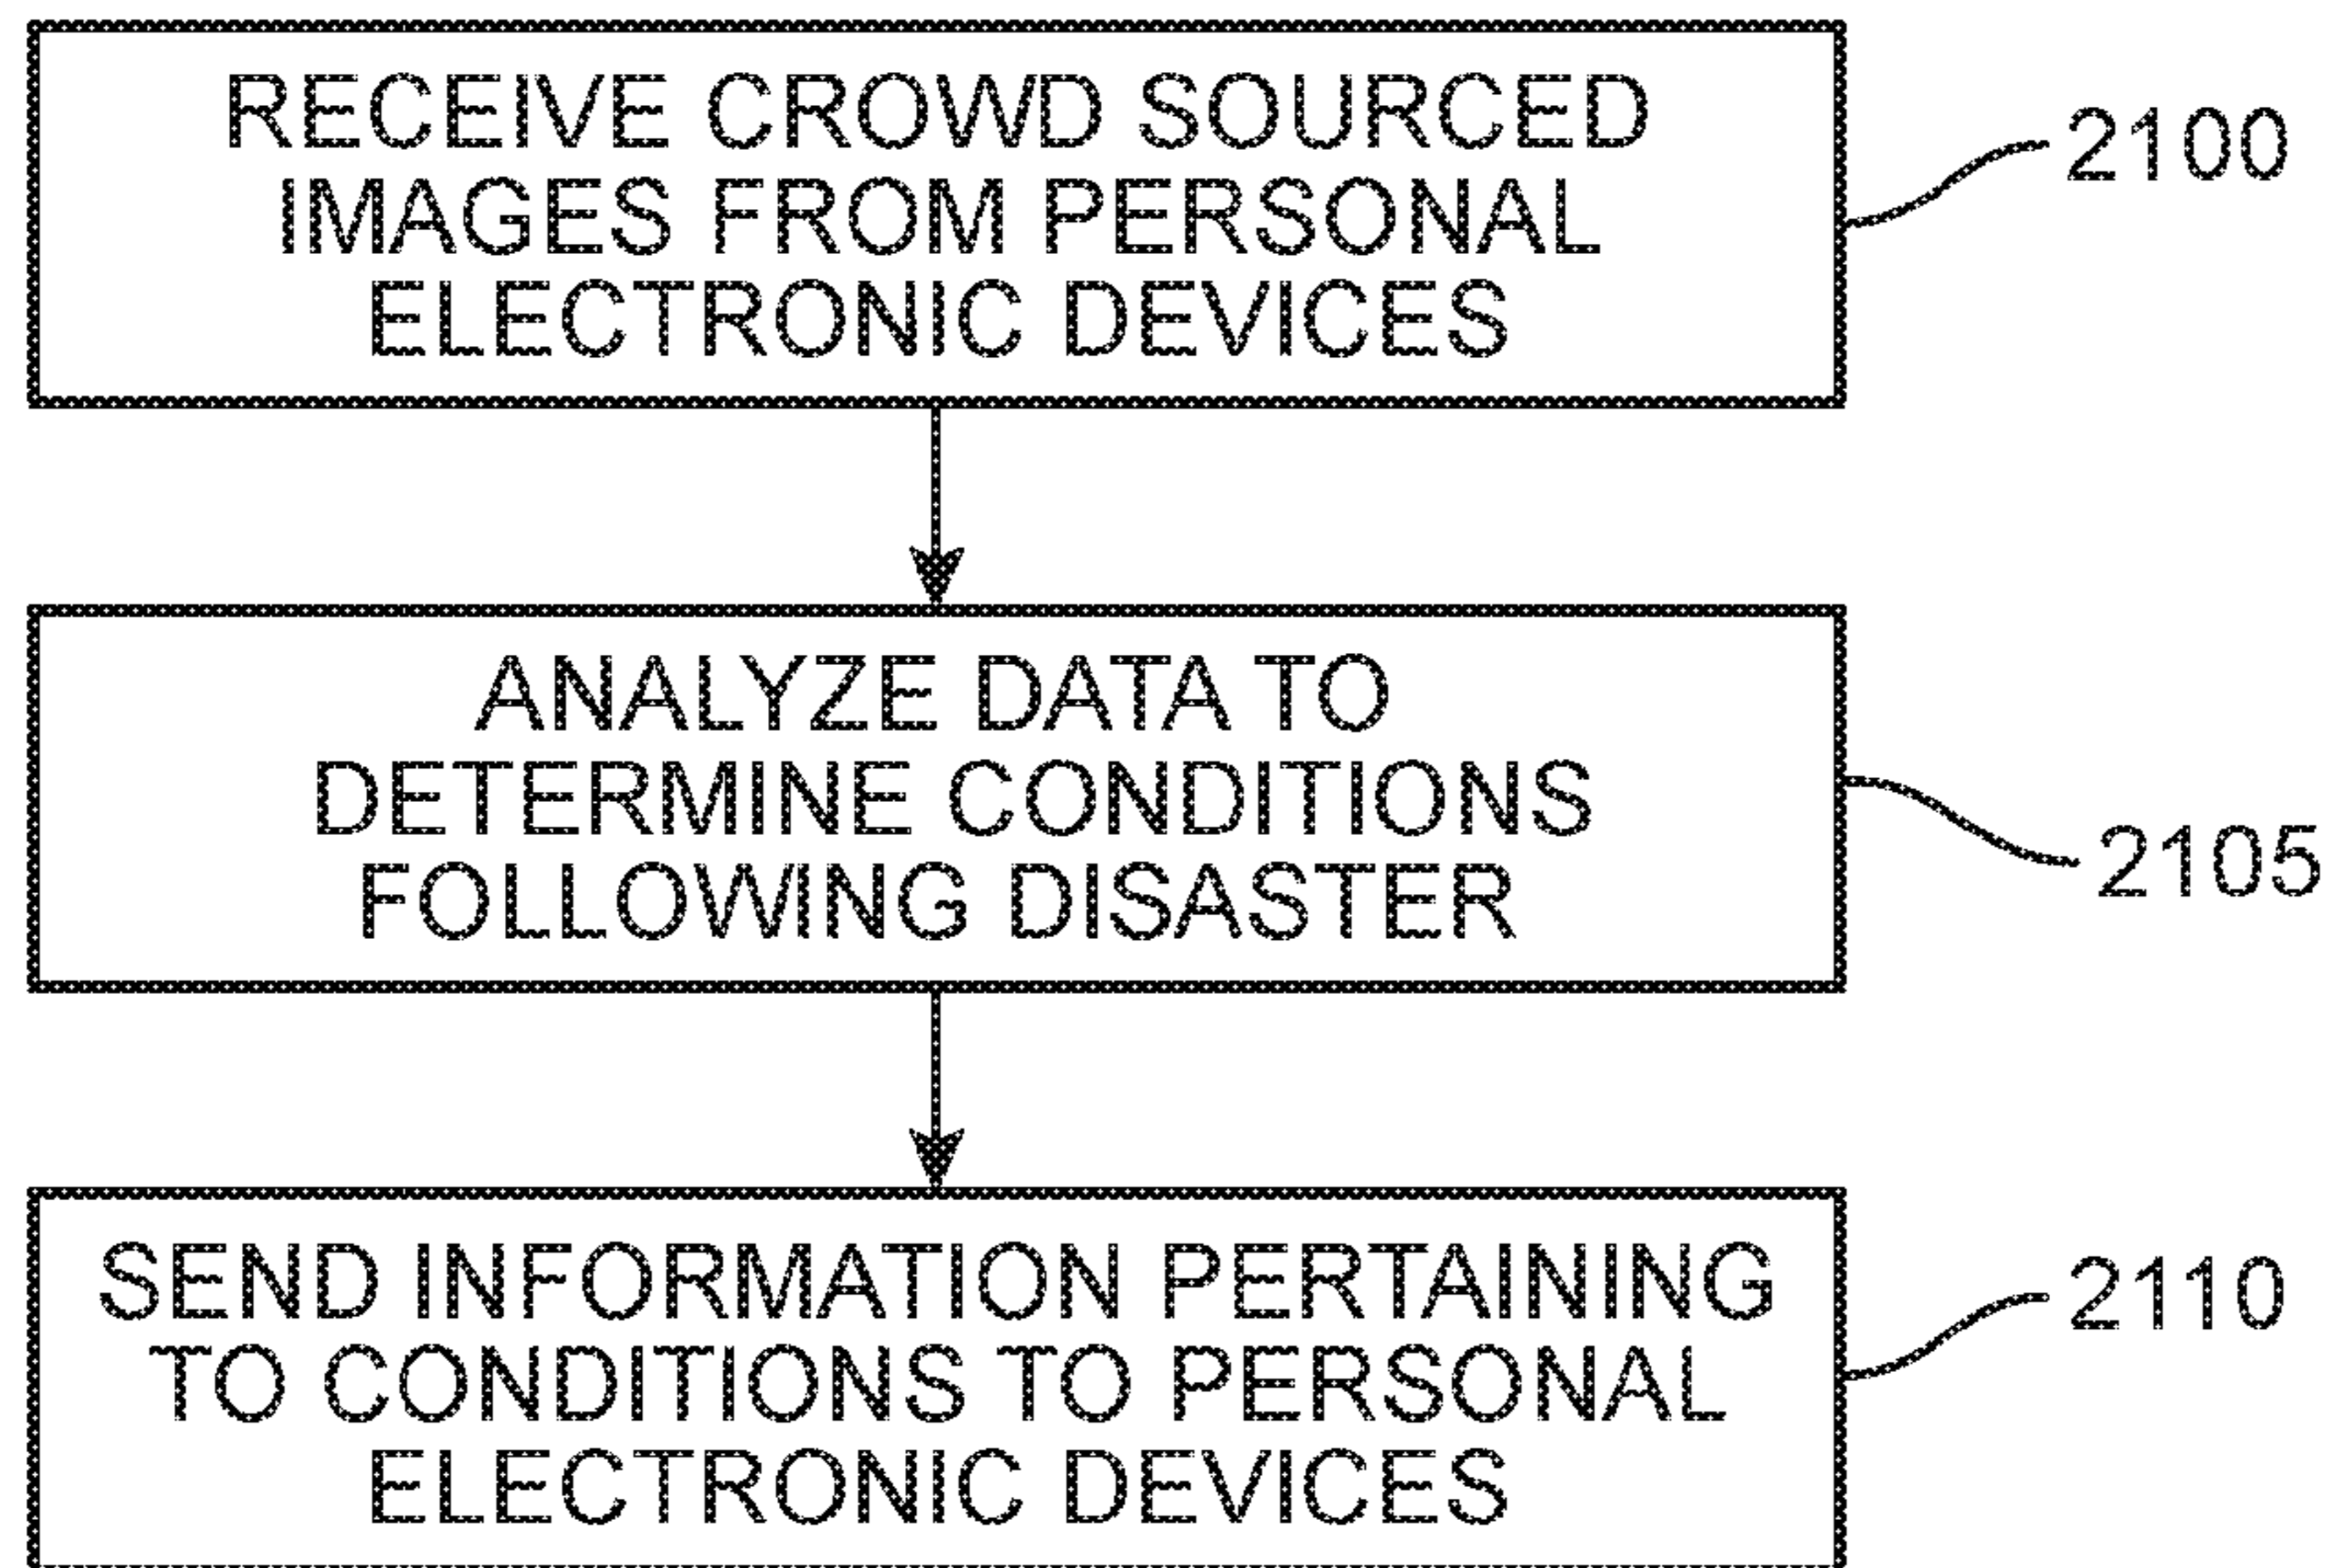 RECEIVE CROWD SOURCED
IMAGES FROM PERSONAL
ELECTRONIC DEVICES
2100
ANALYZE DATA TO
DETERMINE CONDITIONS
FOLLOWING DISASTER
2105
SEND INFORMATION PERTAINING
TO CONDITIONS TO PERSONAL
ELECTRONIC DEVICES
2110